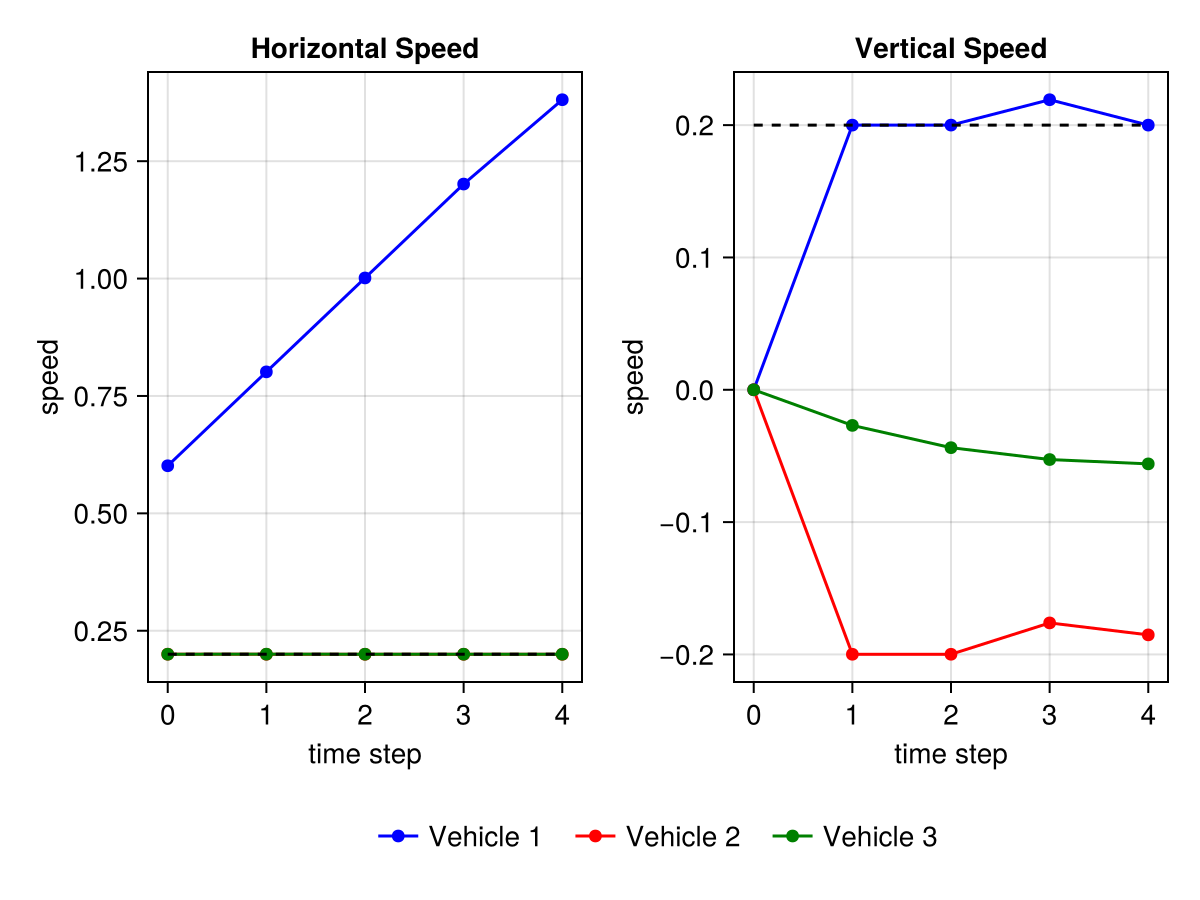 Horizontal Speed
Vertical Speed
speed
1.25
1.00
0.75
0.50
0.25
0
1
2
3
4
time step
speed
0.2
0.1
0.0
−0.1
−0.2
0
1
2
3
4
time step
Vehicle 1
Vehicle 2
Vehicle 3